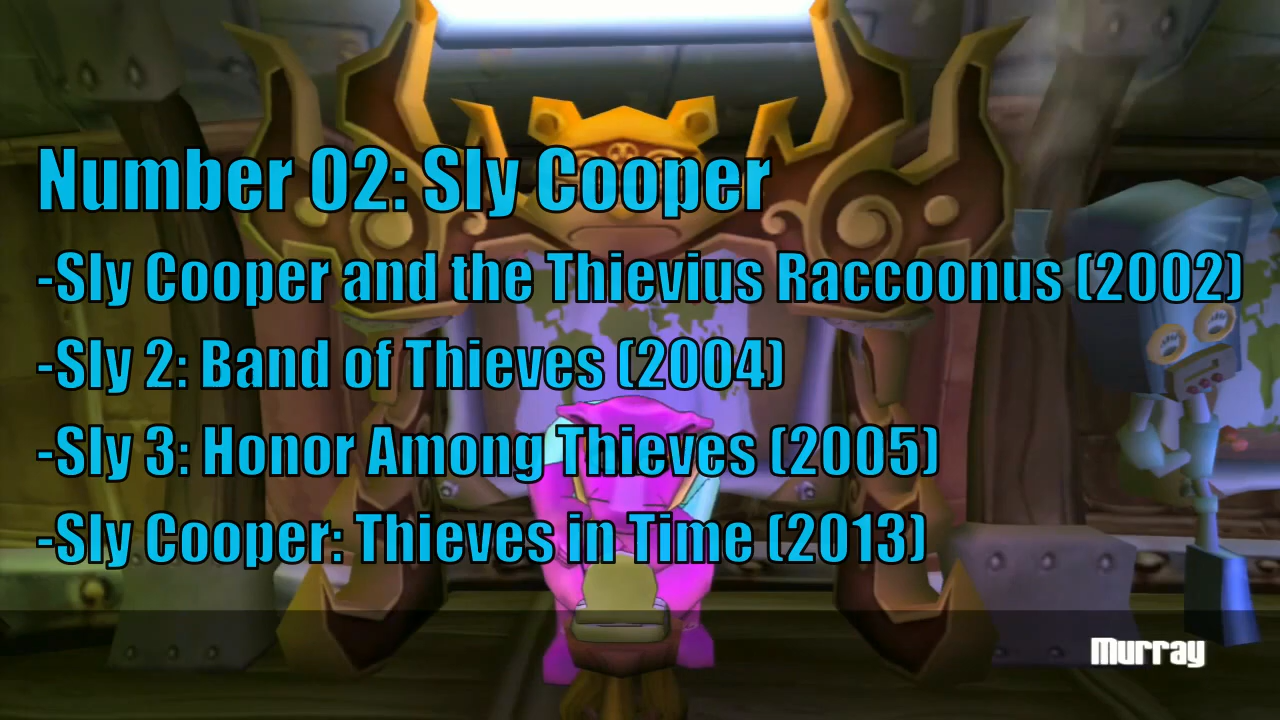 Number 02: Sly Cooper
-Sly Cooper and the Thievius Raccoonus (2002)
-Sly 2: Band of Thieves (2004)
-Sly 3: Honor Among Thieves (2005)
-Sly Cooper: Thieves in Time (2013)
Murray